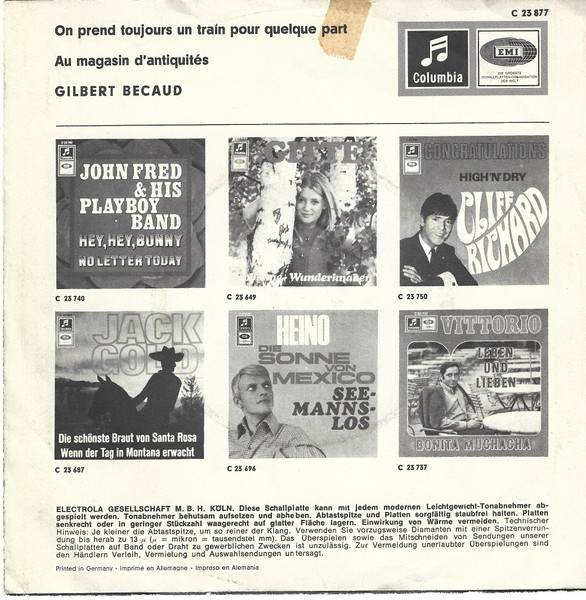 C 23 877
On prend toujours un train pour quelque part
Au magasin d'antiquités
GILBERT BECAUD
Columbia
EMI
DIE GRÖSSTE
SCHALLPLATTEN-ORGANISATION
DER WELT
JOHN FRED
& HIS
PLAYBOY
BAND
HEY, HEY, BUNNY
NO LETTER TODAY
C 23 740
GITTE
Wunderknaben
C 23 649
CONGRATULATIONS
HIGH'N'DRY
CLIFF
RICHARD
C 23 750
JACK
GOLD
Die schönste Braut von Santa Rosa
Wenn der Tag in Montana erwacht
C 23 687
HEINO
DIE
SONNE
VON
MEXICO
SEE-
MANNS-
LOS
C 23 696
VITTORIO
LEBEN
UND
LIEBEN
BONITA MUCHACHA
C 23 737
ELECTROLA GESELLSCHAFT M. B. H. KÖLN. Diese Schallplatte kann mit jedem modernen Leichtgewicht-Tonabnehmer ab-
gespielt werden. Tonabnehmer behutsam aufsetzen und abheben. Abtastspitze und Platten sorgfältig staubfrei halten. Platten
senkrecht oder in geringer Stückzahl waagerecht auf glatter Fläche lagern. Einwirkung von Wärme vermeiden. Technischer
Hinweis: Je kleiner die Abtastspitze, um so reiner der Klang. Verwenden Sie vorzugsweise Diamanten mit einer Spitzenverrun-
dung bis herab zu 13 µ (µ = mikron = tausendstel mm). Das Überspielen sowie das Mitschneiden von Sendungen unserer
Schallplatten auf Band oder Draht zu gewerblichen Zwecken ist unzulässig. Zur Vermeidung unerlaubter Überspielungen sind
den Händlern Verleih, Vermietung und Auswahlsendungen untersagt.
Printed in Germany · Imprimé en Allemagne · Impreso en Alemania